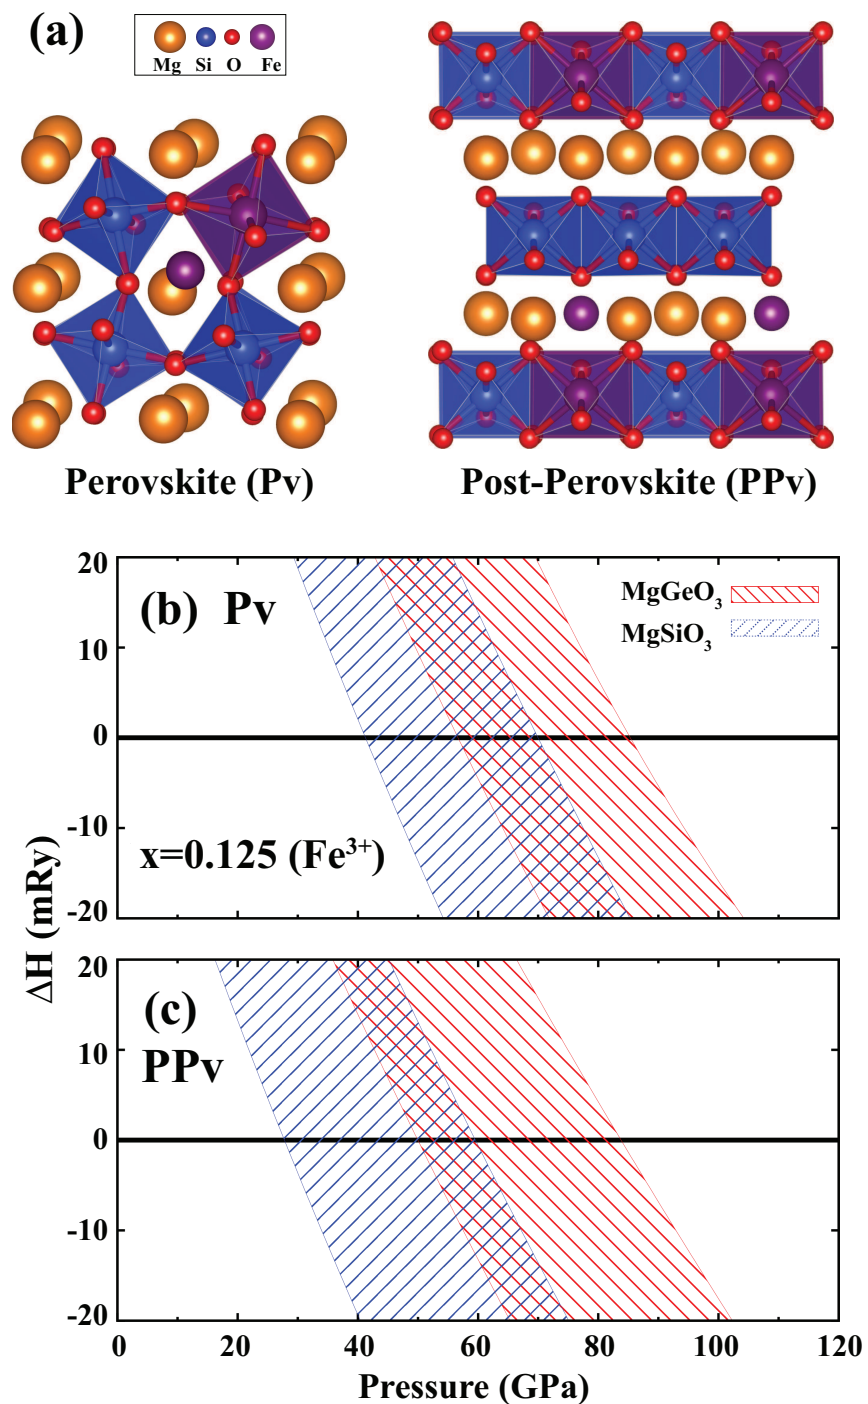 (a)
Mg Si O Fe
Perovskite (Pv) Post-Perovskite (PPv)
20
(b) Pv
MgGeO3
MgSiO3
10
0
-10
x=0.125 (Fe³⁺)
-20
ΔH (mRy)
20
(c)
PPv
10
0
-10
-20
0 20 40 60 80 100 120
Pressure (GPa)